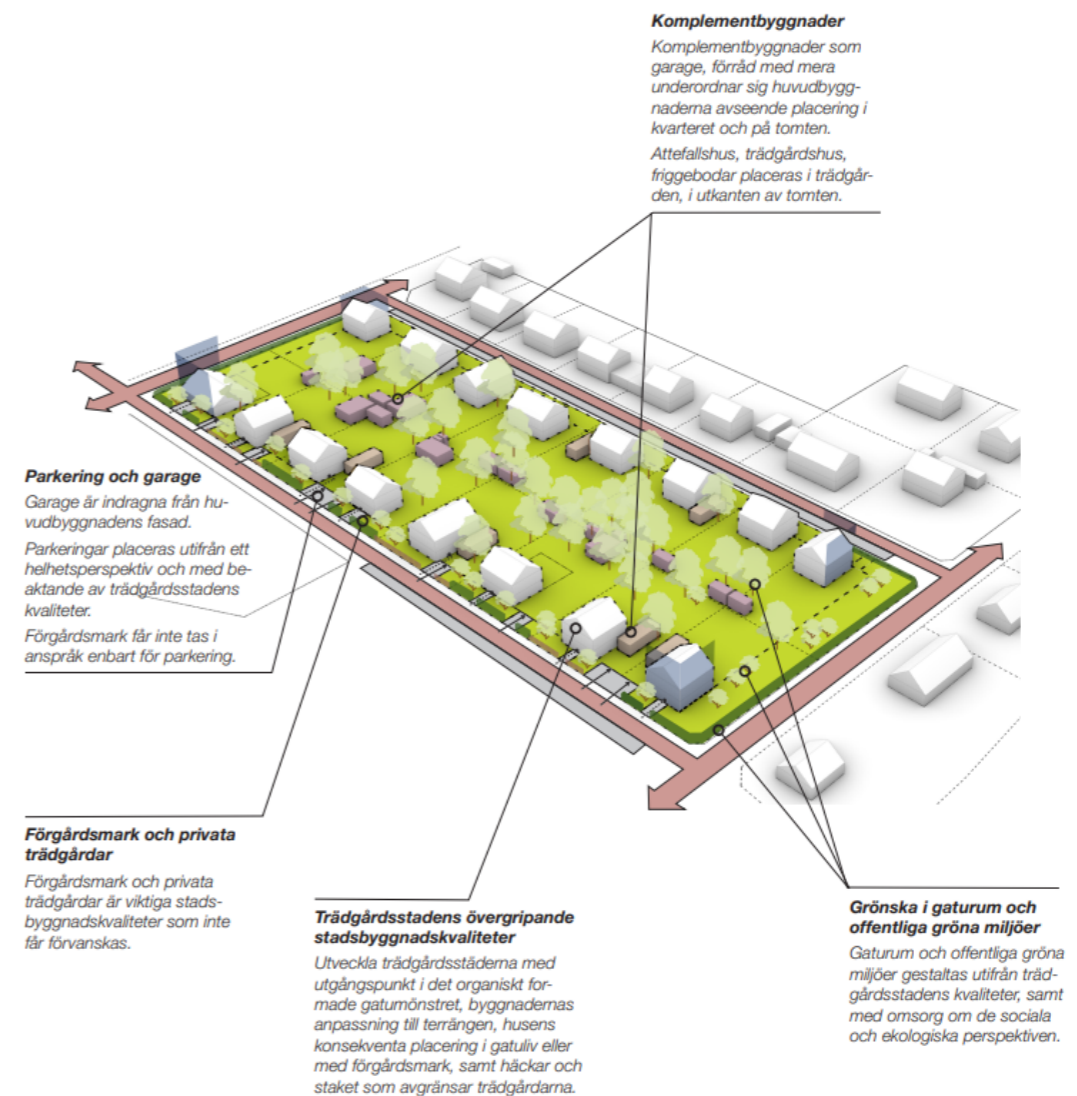 Komplementbyggnader
Komplementbyggnader som
garage, förråd med mera
underordnar sig huvudbygg-
naderna avseende placering i
kvarteret och på tomten.
Attefallshus, trädgårdshus,
friggebodar placeras i trädgår-
den, i utkanten av tomten.
Parkering och garage
Garage är indragna från hu-
vudbyggnadens fasad.
Parkeringar placeras utifrån ett
helhetsperspektiv och med be-
aktande av trädgårdsstadens
kvaliteter.
Förgårdsmark får inte tas i
anspråk enbart för parkering.
Förgårdsmark och privata
trädgårdar
Förgårdsmark och privata
trädgårdar är viktiga stads-
byggnadskvaliteter som inte
får förvanskas.
Trädgårdsstadens övergripande
stadsbyggnadskvaliteter
Utveckla trädgårdsstäderna med
utgångspunkt i det organiskt for-
made gatumönstret, byggnadernas
anpassning till terrängen, husens
konsekventa placering i gatuliv eller
med förgårdsmark, samt häckar och
staket som avgränsar trädgårdarna.
Grönska i gaturum och
offentliga gröna miljöer
Gaturum och offentliga gröna
miljöer gestaltas utifrån träd-
gårdsstadens kvaliteter, samt
med omsorg om de sociala
och ekologiska perspektiven.